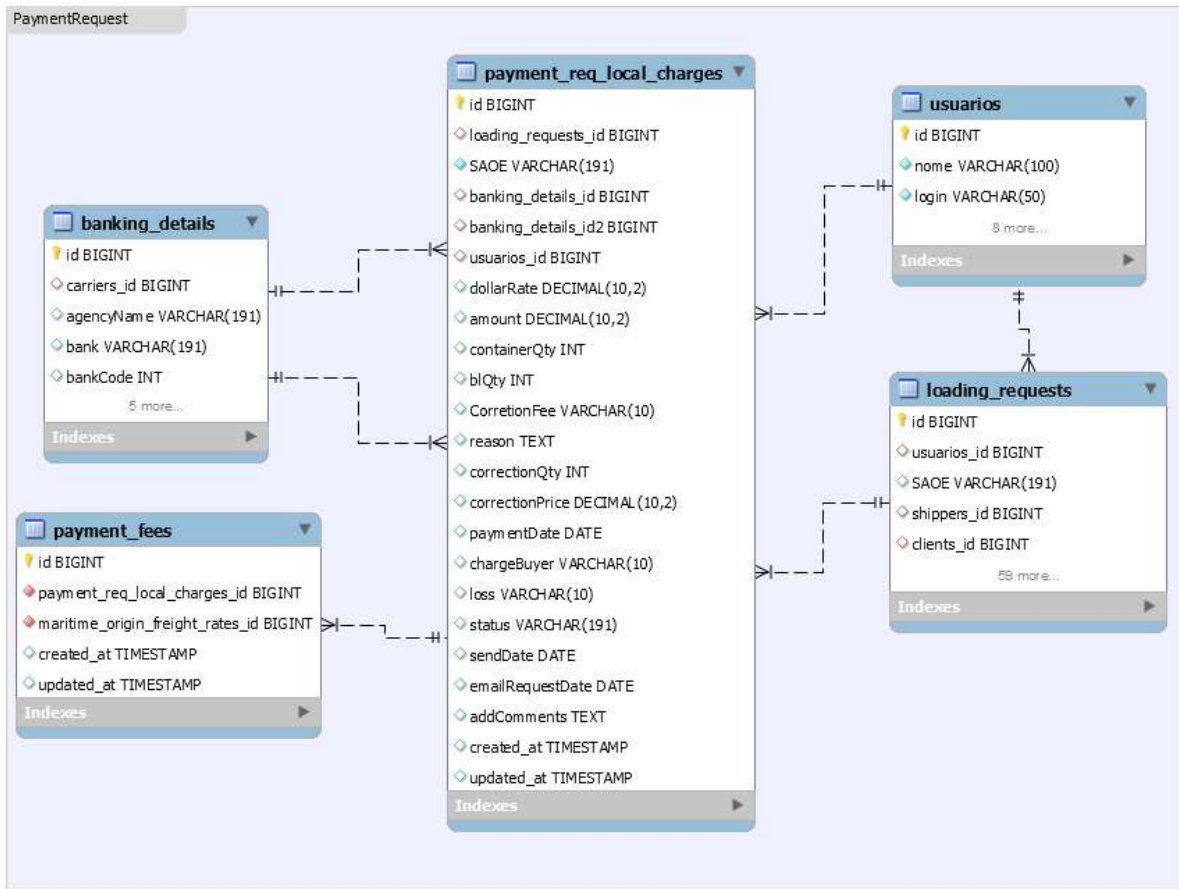 PaymentRequest
banking_details
id BIGINT
carriers_id BIGINT
agencyName VARCHAR(191)
bank VARCHAR(191)
bankCode INT
5 more...
Indexes
payment_fees
id BIGINT
payment_req_local_charges_id BIGINT
maritime_origin_freight_rates_id BIGINT
created_at TIMESTAMP
updated_at TIMESTAMP
Indexes
payment_req_local_charges
id BIGINT
loading_requests_id BIGINT
SAOE VARCHAR(191)
banking_details_id BIGINT
banking_details_id2 BIGINT
usuarios_id BIGINT
dollarRate DECIMAL(10,2)
amount DECIMAL(10,2)
containerQty INT
blQty INT
CorretionFee VARCHAR(10)
reason TEXT
correctionQty INT
correctionPrice DECIMAL(10,2)
paymentDate DATE
chargeBuyer VARCHAR(10)
loss VARCHAR(10)
status VARCHAR(191)
sendDate DATE
emailRequestDate DATE
addComments TEXT
created_at TIMESTAMP
updated_at TIMESTAMP
Indexes
usuarios
id BIGINT
nome VARCHAR(100)
login VARCHAR(50)
8 more...
Indexes
loading_requests
id BIGINT
usuarios_id BIGINT
SAOE VARCHAR(191)
shippers_id BIGINT
clients_id BIGINT
59 more...
Indexes